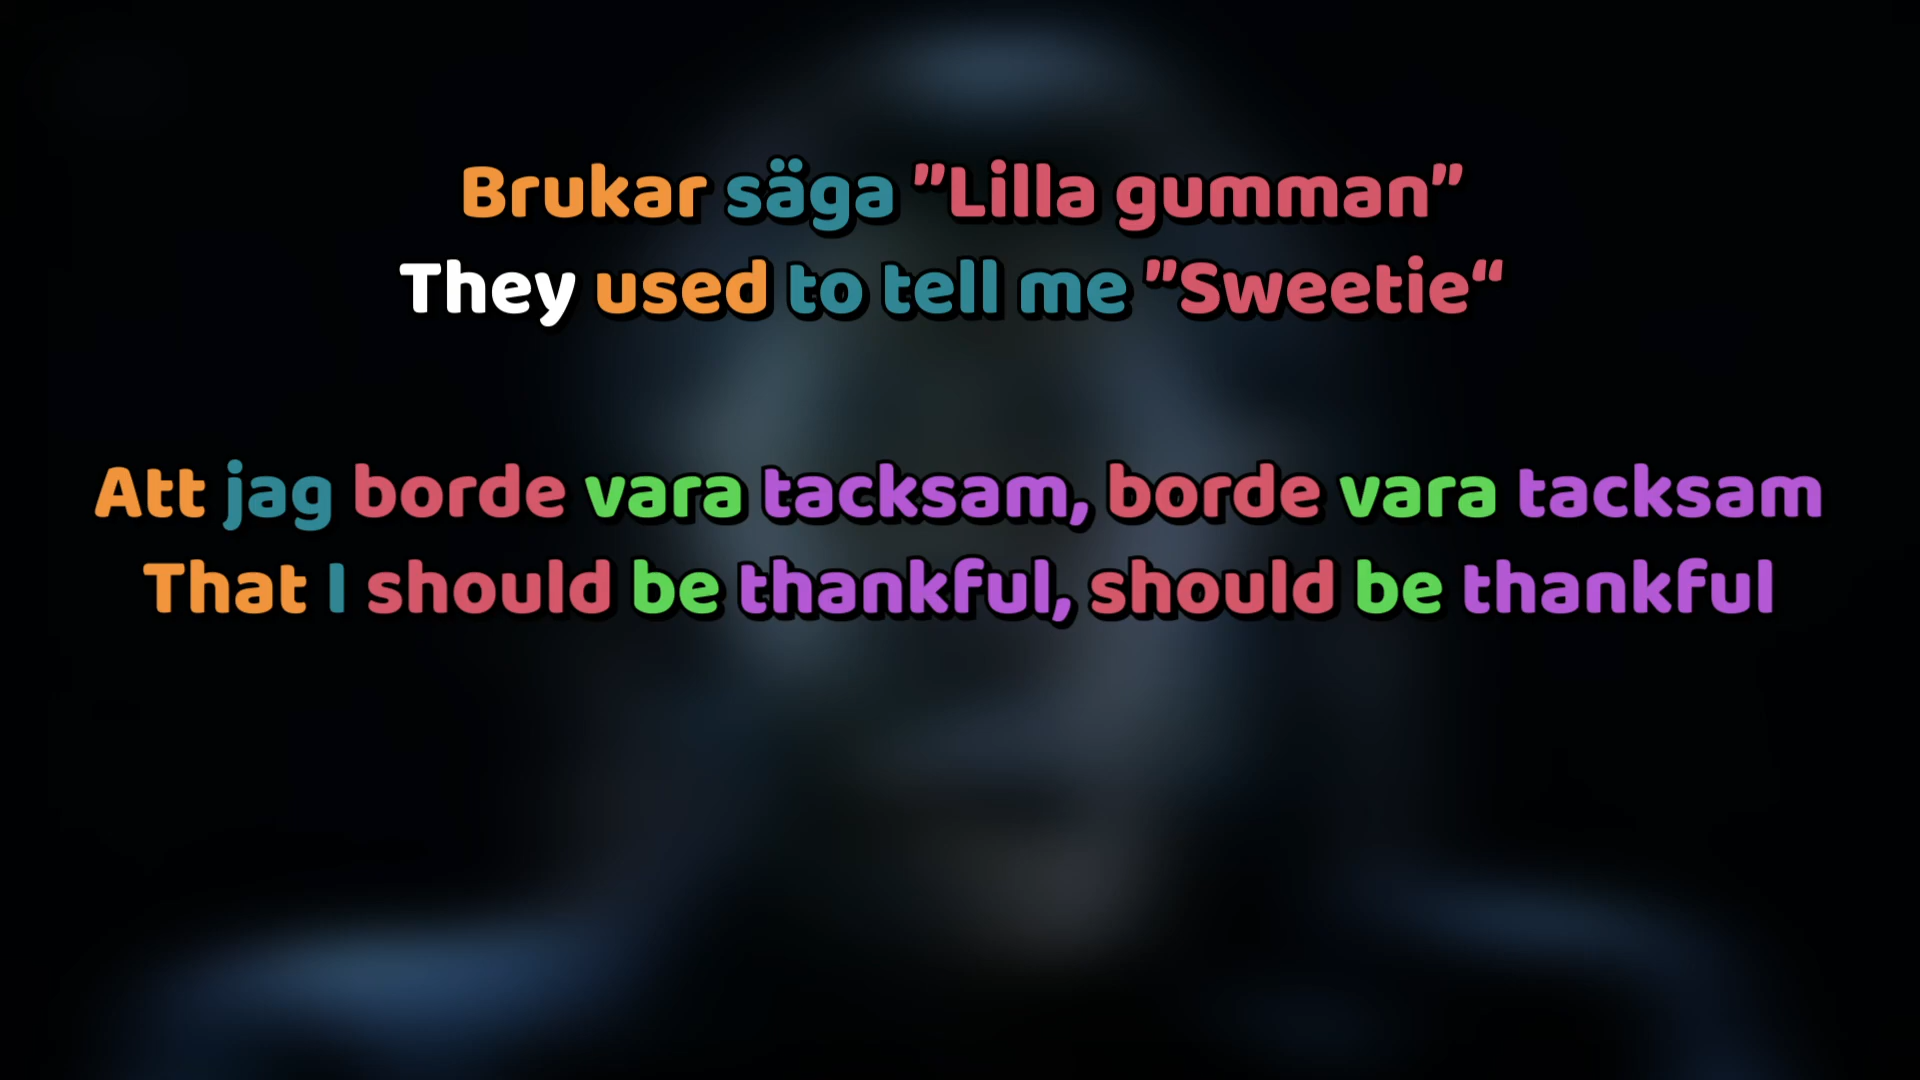 Brukar säga ”Lilla gumman”
They used to tell me ”Sweetie“
Att jag borde vara tacksam, borde vara tacksam
That I should be thankful, should be thankful